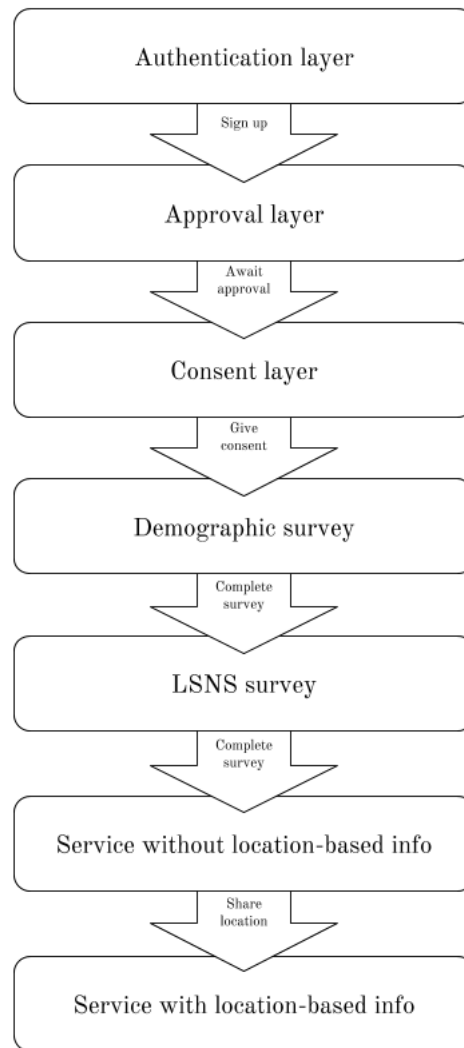 Authentication layer
Sign up
Approval layer
Await
approval
Consent layer
Give
consent
Demographic survey
Complete
survey
LSNS survey
Complete
survey
Service without location-based info
Share
location
Service with location-based info